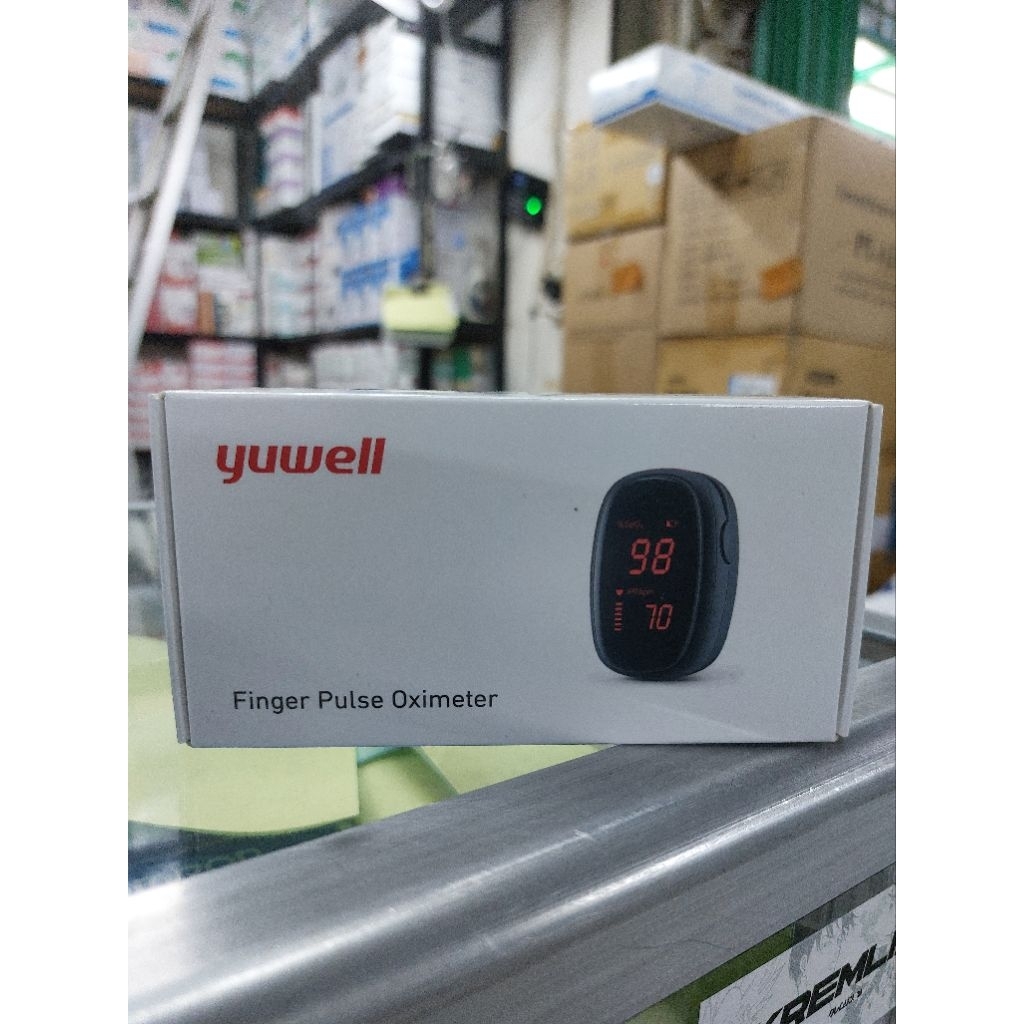 yuwell
98
70
Finger Pulse Oximeter